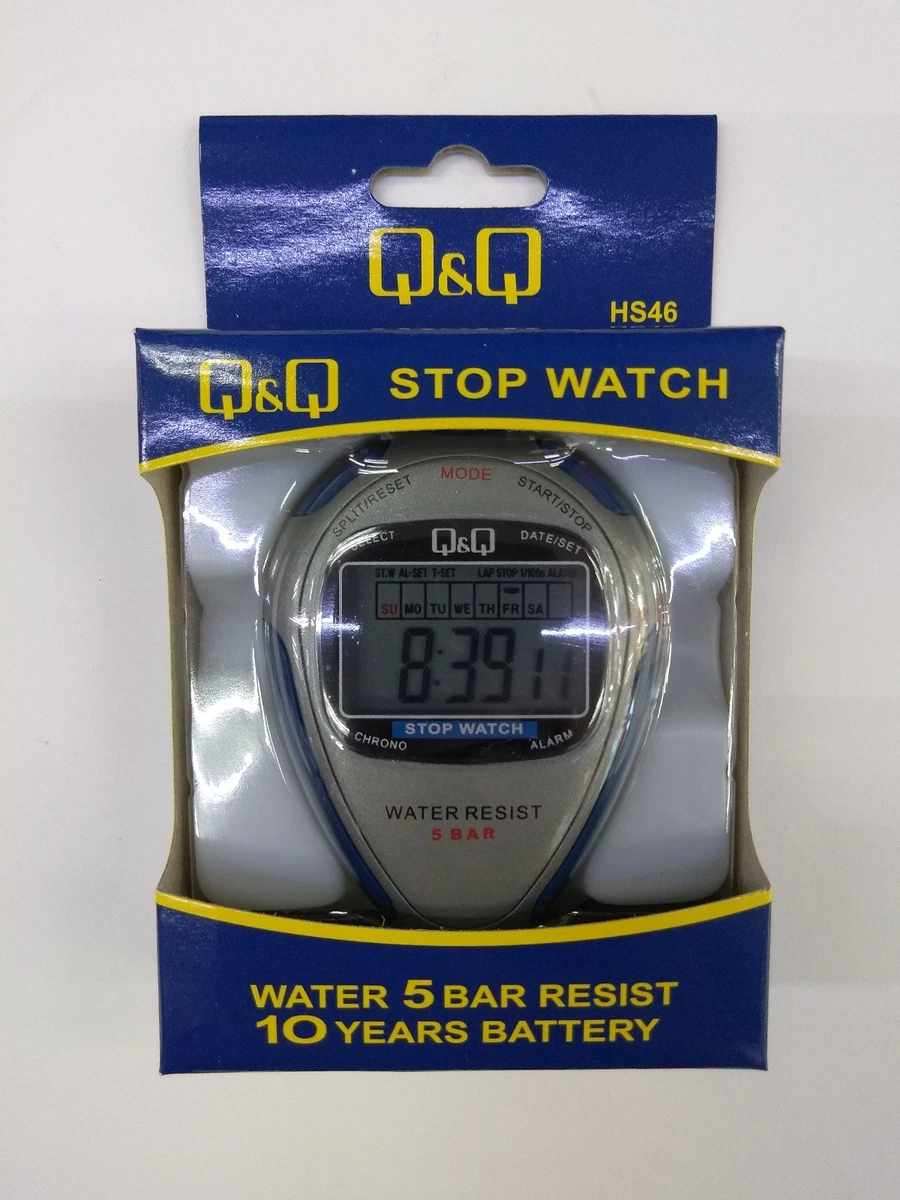 Q&Q
HS46
Q&Q STOP WATCH
MODE
SPLIT/RESET START/STOP
SELECT Q&Q DATE/SET
ST.W AL-SET T-SET LAP STOP 1/100s ALARM
SU MO TU WE TH FR SA
8:39 11
STOP WATCH
CHRONO ALARM
WATER RESIST
5 BAR
WATER 5 BAR RESIST
10 YEARS BATTERY